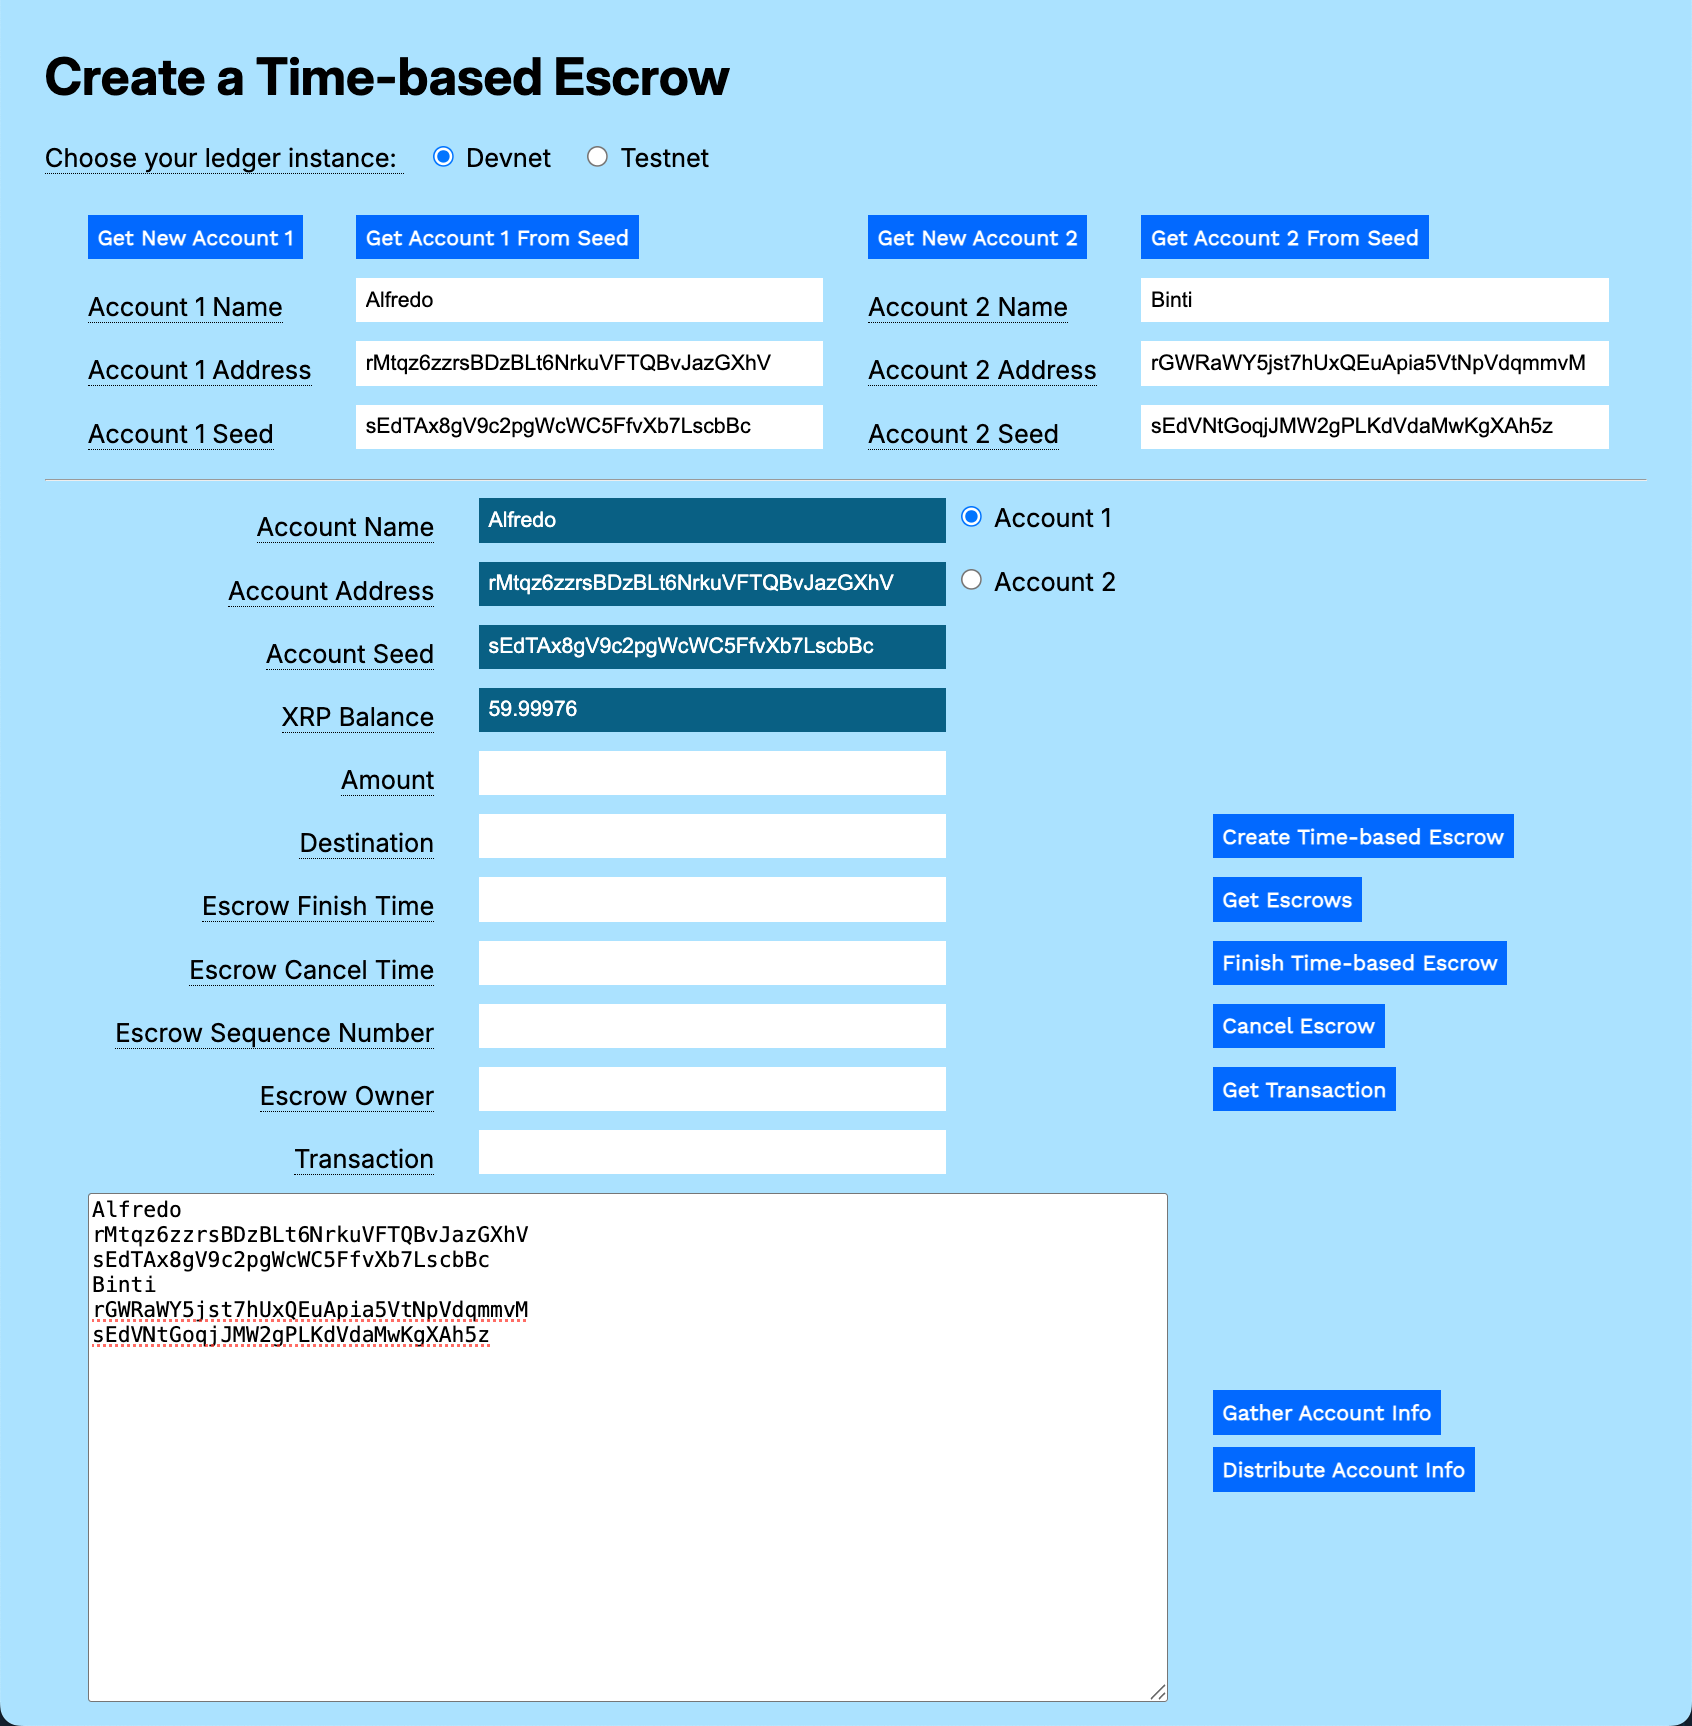 Create a Time-based Escrow
Choose your ledger instance: Devnet Testnet
Get New Account 1 Get Account 1 From Seed Get New Account 2 Get Account 2 From Seed
Account 1 Name Alfredo Account 2 Name Binti
Account 1 Address rMtqz6zzrsBDzBLt6NrkuVFTQBvJazGXhV Account 2 Address rGWRaWY5jst7hUxQEuApia5VtNpVdqmmvM
Account 1 Seed sEdTAx8gV9c2pgWcWC5FfvXb7LscbBc Account 2 Seed sEdVNtGoqjJMW2gPLKdVdaMwKgXAh5z
Account Name Alfredo Account 1
Account Address rMtqz6zzrsBDzBLt6NrkuVFTQBvJazGXhV Account 2
Account Seed sEdTAx8gV9c2pgWcWC5FfvXb7LscbBc
XRP Balance 59.99976
Amount
Destination Create Time-based Escrow
Escrow Finish Time Get Escrows
Escrow Cancel Time Finish Time-based Escrow
Escrow Sequence Number Cancel Escrow
Escrow Owner Get Transaction
Transaction
Alfredo
rMtqz6zzrsBDzBLt6NrkuVFTQBvJazGXhV
sEdTAx8gV9c2pgWcWC5FfvXb7LscbBc
Binti
rGWRaWY5jst7hUxQEuApia5VtNpVdqmmvM
sEdVNtGoqjJMW2gPLKdVdaMwKgXAh5z
Gather Account Info
Distribute Account Info